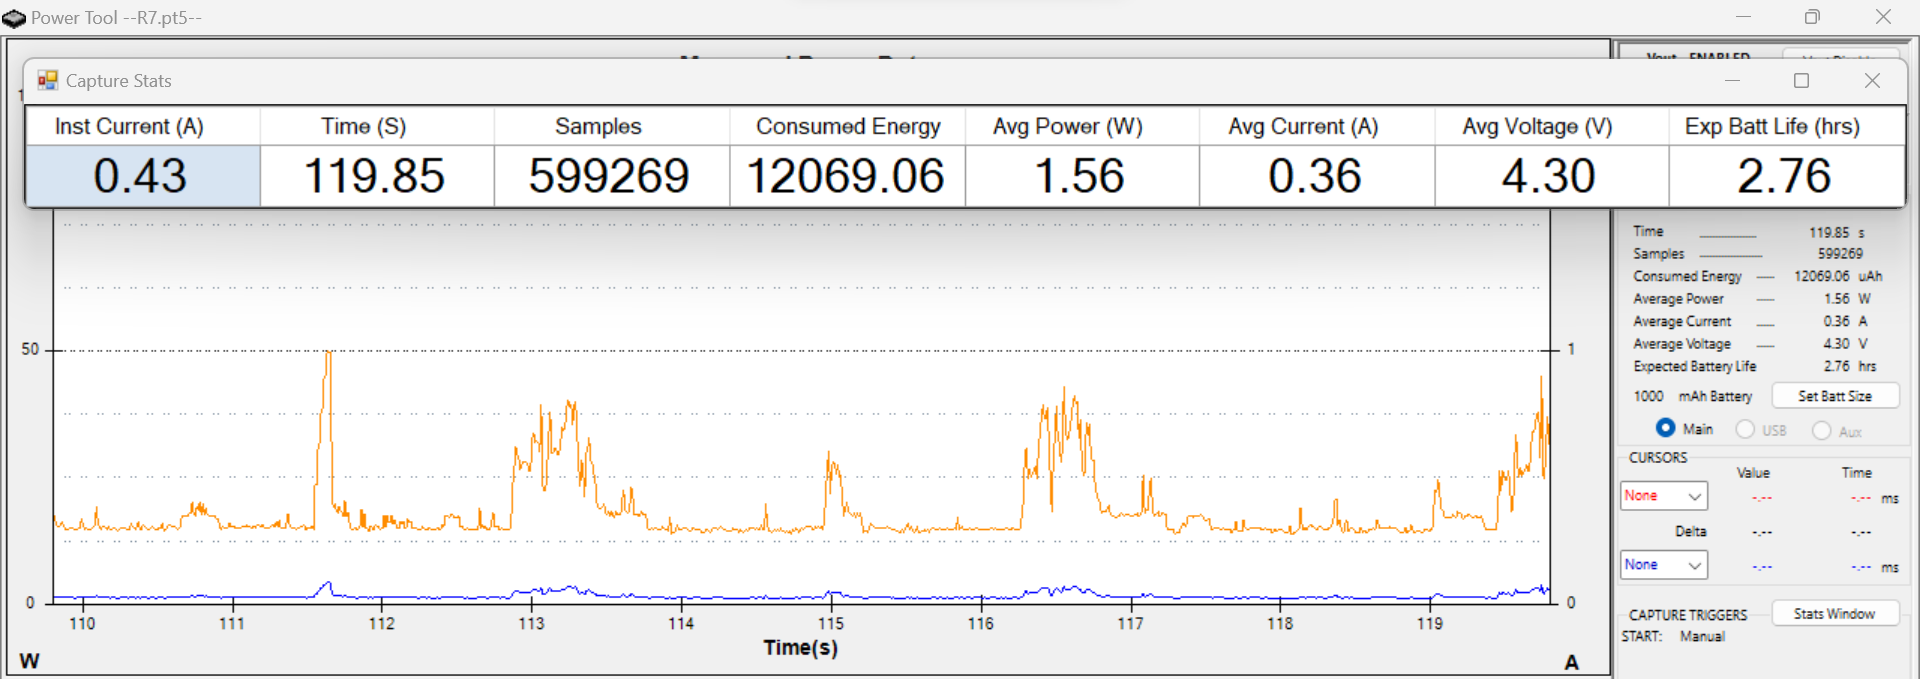 Power Tool --R7.pt5--
Capture Stats
Inst Current (A) Time (S) Samples Consumed Energy Avg Power (W) Avg Current (A) Avg Voltage (V) Exp Batt Life (hrs)
0.43 119.85 599269 12069.06 1.56 0.36 4.30 2.76
50 1
0 0
110 111 112 113 114 115 116 117 118 119
Time(s)
W A
Time 119.85 s
Samples 599269
Consumed Energy 12069.06 uAh
Average Power 1.56 W
Average Current 0.36 A
Average Voltage 4.30 V
Expected Battery Life 2.76 hrs
1000 mAh Battery Set Batt Size
Main USB Aux
CURSORS
Value Time
None -.-- -.-- ms
Delta -.-- -.--
None -.-- -.-- ms
CAPTURE TRIGGERS Stats Window
START: Manual